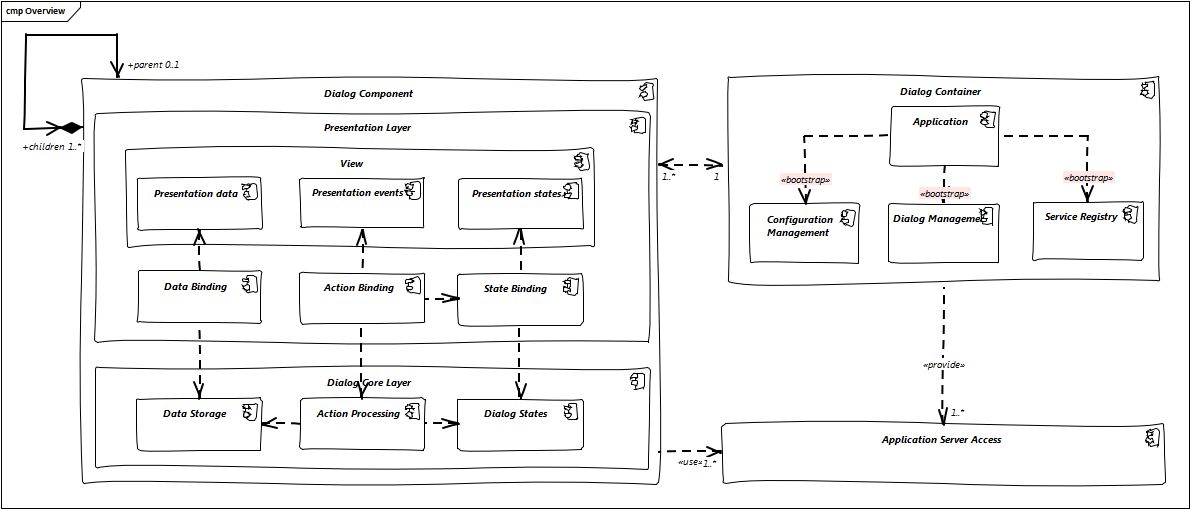 cmp Overview
+parent 0..1
+children 1..*
Dialog Component
Presentation Layer
View
Presentation data
Presentation events
Presentation states
Data Binding
Action Binding
State Binding
Dialog Core Layer
Data Storage
Action Processing
Dialog States
1..*
1
Dialog Container
Application
«bootstrap»
«bootstrap»
«bootstrap»
Configuration
Management
Dialog Management
Service Registry
«provide»
1..*
«use»
1..*
Application Server Access